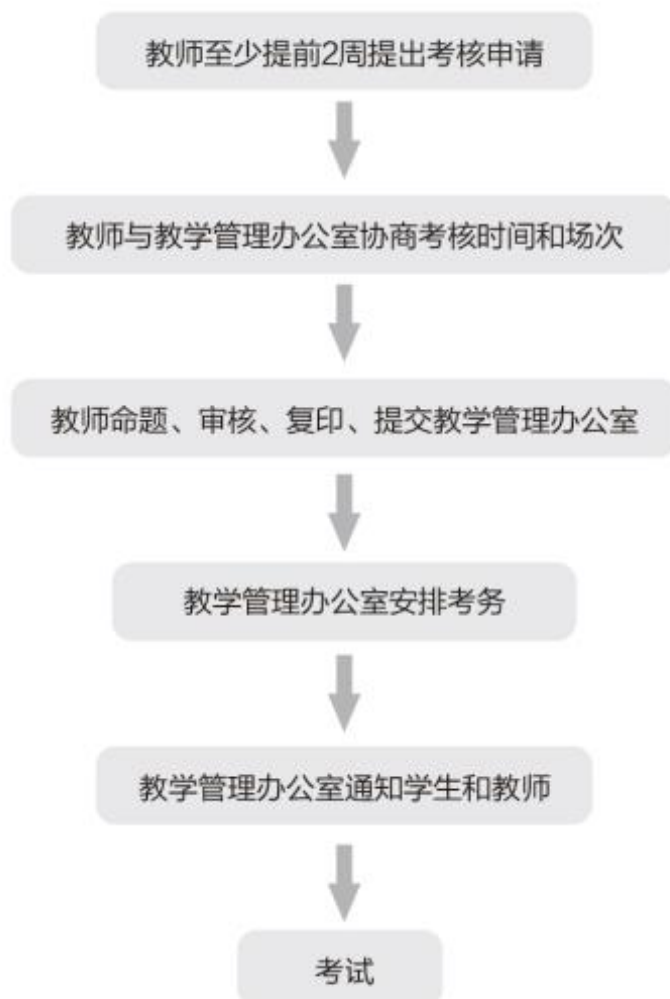 教师至少提前2周提出考核申请
教师与教学管理办公室协商考核时间和场次
教师命题、审核、复印、提交教学管理办公室
教学管理办公室安排考务
教学管理办公室通知学生和教师
考试